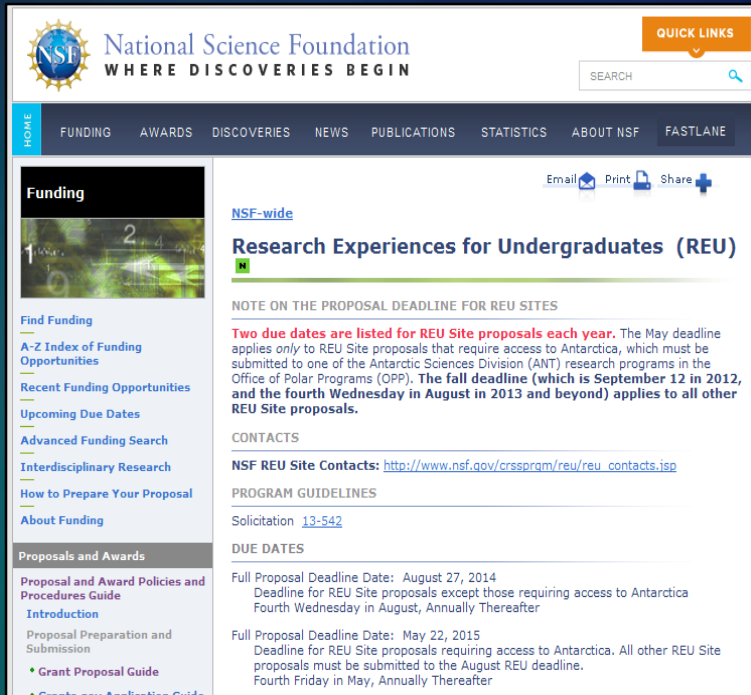 NSF
National Science Foundation
WHERE DISCOVERIES BEGIN
QUICK LINKS
SEARCH
HOME
FUNDING AWARDS DISCOVERIES NEWS PUBLICATIONS STATISTICS ABOUT NSF FASTLANE
Funding
Find Funding
A-Z Index of Funding
Opportunities
Recent Funding Opportunities
Upcoming Due Dates
Advanced Funding Search
Interdisciplinary Research
How to Prepare Your Proposal
About Funding
Proposals and Awards
Proposal and Award Policies and
Procedures Guide
Introduction
Proposal Preparation and
Submission
Grant Proposal Guide
Email Print Share
NSF-wide
Research Experiences for Undergraduates (REU)
N
NOTE ON THE PROPOSAL DEADLINE FOR REU SITES
Two due dates are listed for REU Site proposals each year. The May deadline
applies only to REU Site proposals that require access to Antarctica, which must be
submitted to one of the Antarctic Sciences Division (ANT) research programs in the
Office of Polar Programs (OPP). The fall deadline (which is September 12 in 2012,
and the fourth Wednesday in August in 2013 and beyond) applies to all other
REU Site proposals.
CONTACTS
NSF REU Site Contacts: http://www.nsf.gov/crssprgm/reu/reu_contacts.jsp
PROGRAM GUIDELINES
Solicitation 13-542
DUE DATES
Full Proposal Deadline Date: August 27, 2014
Deadline for REU Site proposals except those requiring access to Antarctica
Fourth Wednesday in August, Annually Thereafter
Full Proposal Deadline Date: May 22, 2015
Deadline for REU Site proposals requiring access to Antarctica. All other REU Site
proposals must be submitted to the August REU deadline.
Fourth Friday in May, Annually Thereafter